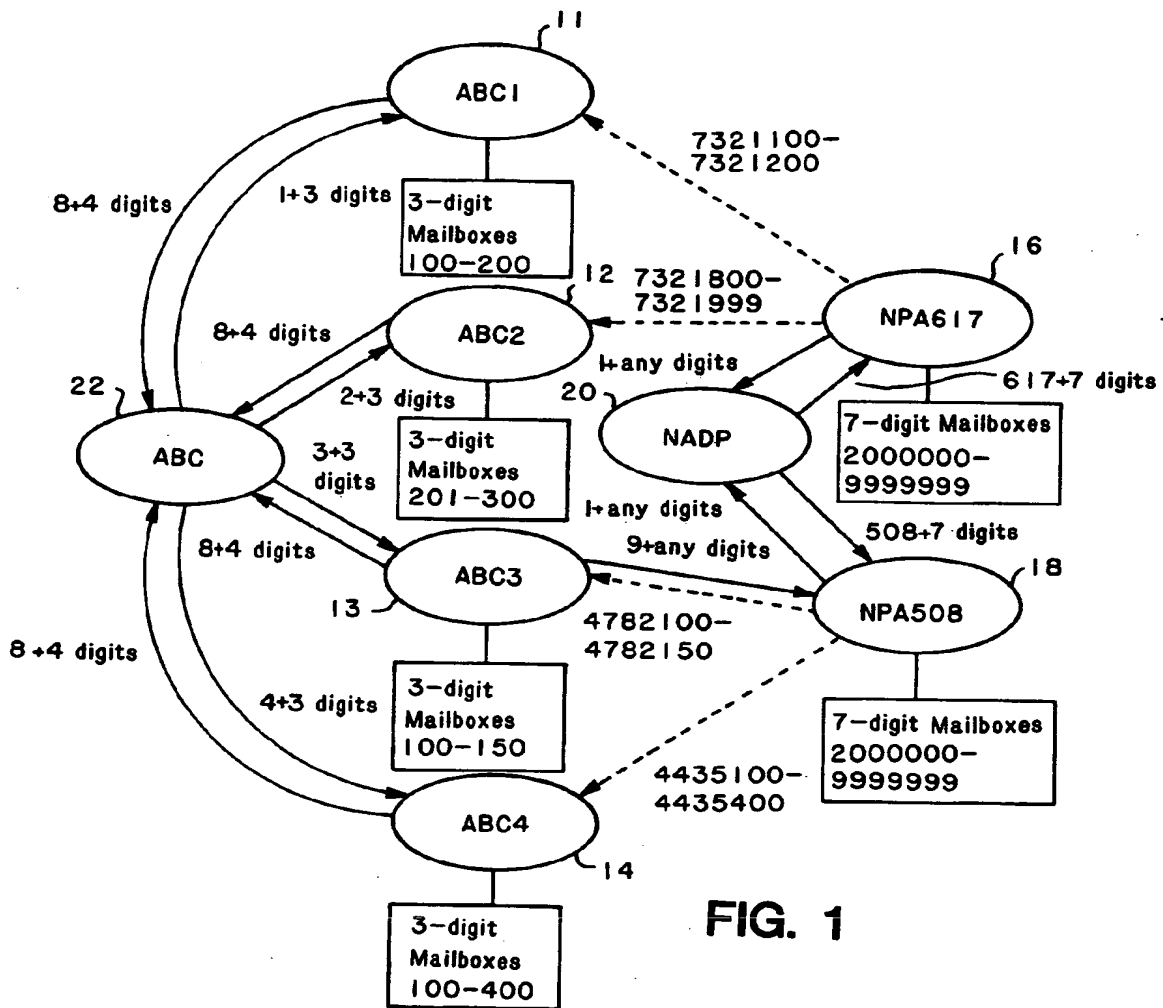 11
ABC1
7321100-
7321200
8+4 digits
1+3 digits
3-digit
Mailboxes
100-200
16
12
7321800-
7321999
NPA617
ABC2
8+4 digits
1+any digits
617+7 digits
22
2+3 digits
20
NADP
7-digit Mailboxes
2000000-
9999999
ABC
3-digit
Mailboxes
201-300
3+3
digits
1+any digits
508+7 digits
8+4 digits
9+any digits
18
ABC3
NPA508
13
4782100-
4782150
8+4 digits
4+3 digits
3-digit
Mailboxes
100-150
7-digit Mailboxes
2000000-
9999999
4435100-
4435400
ABC4
14
3-digit
Mailboxes
100-400
FIG. 1